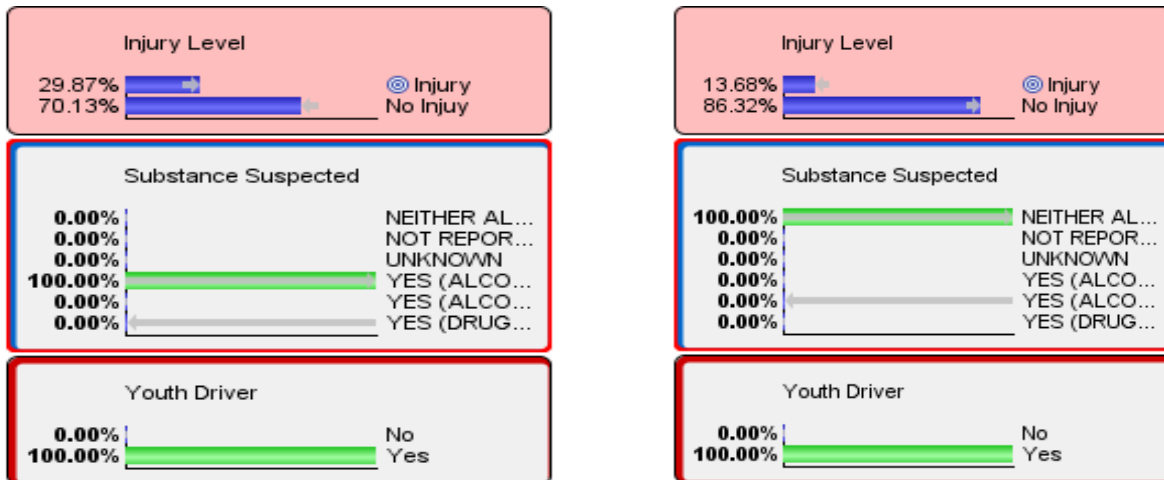 Injury Level
29.87% Injury
70.13% No Injuy
Substance Suspected
0.00% NEITHER AL...
0.00% NOT REPOR...
0.00% UNKNOWN
100.00% YES (ALCO...
0.00% YES (ALCO...
0.00% YES (DRUG...
Youth Driver
0.00% No
100.00% Yes
Injury Level
13.68% Injury
86.32% No Injuy
Substance Suspected
100.00% NEITHER AL...
0.00% NOT REPOR...
0.00% UNKNOWN
0.00% YES (ALCO...
0.00% YES (ALCO...
0.00% YES (DRUG...
Youth Driver
0.00% No
100.00% Yes